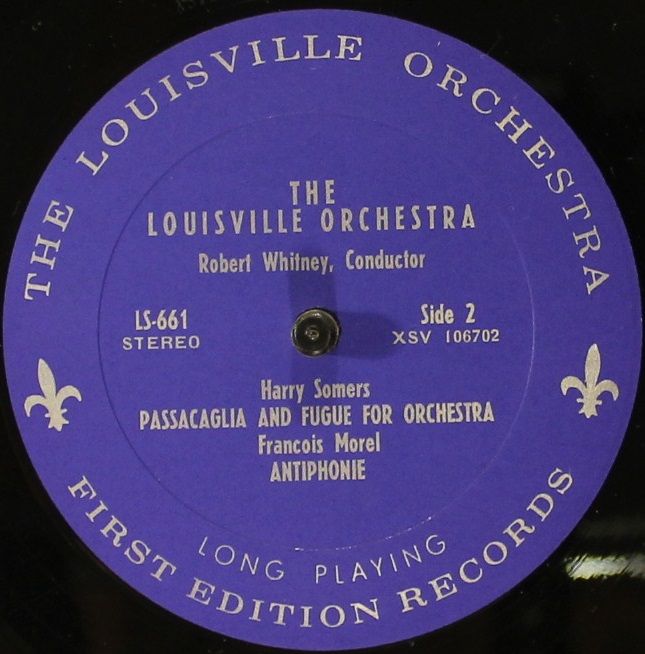 THE LOUISVILLE ORCHESTRA
THE
LOUISVILLE ORCHESTRA
Robert Whitney, Conductor
LS-661
STEREO
Side 2
XSV 106702
Harry Somers
PASSACAGLIA AND FUGUE FOR ORCHESTRA
Francois Morel
ANTIPHONIE
LONG PLAYING
FIRST EDITION RECORDS